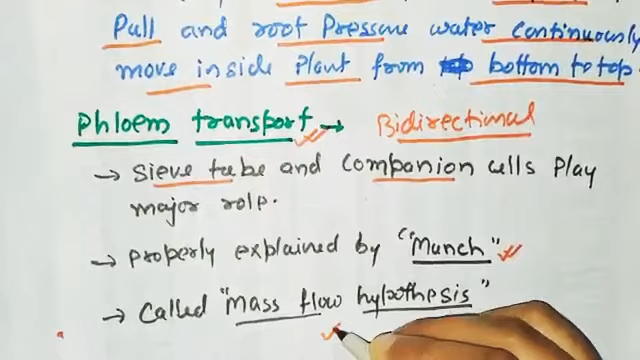 Pull and root Pressure water continuously
move inside Plant from bottom to top.
Phloem transport → Bidirectional
→ Sieve tube and companion cells Play
major role.
→ Properly explained by "Munch"
→ Called "Mass flow hypothesis"